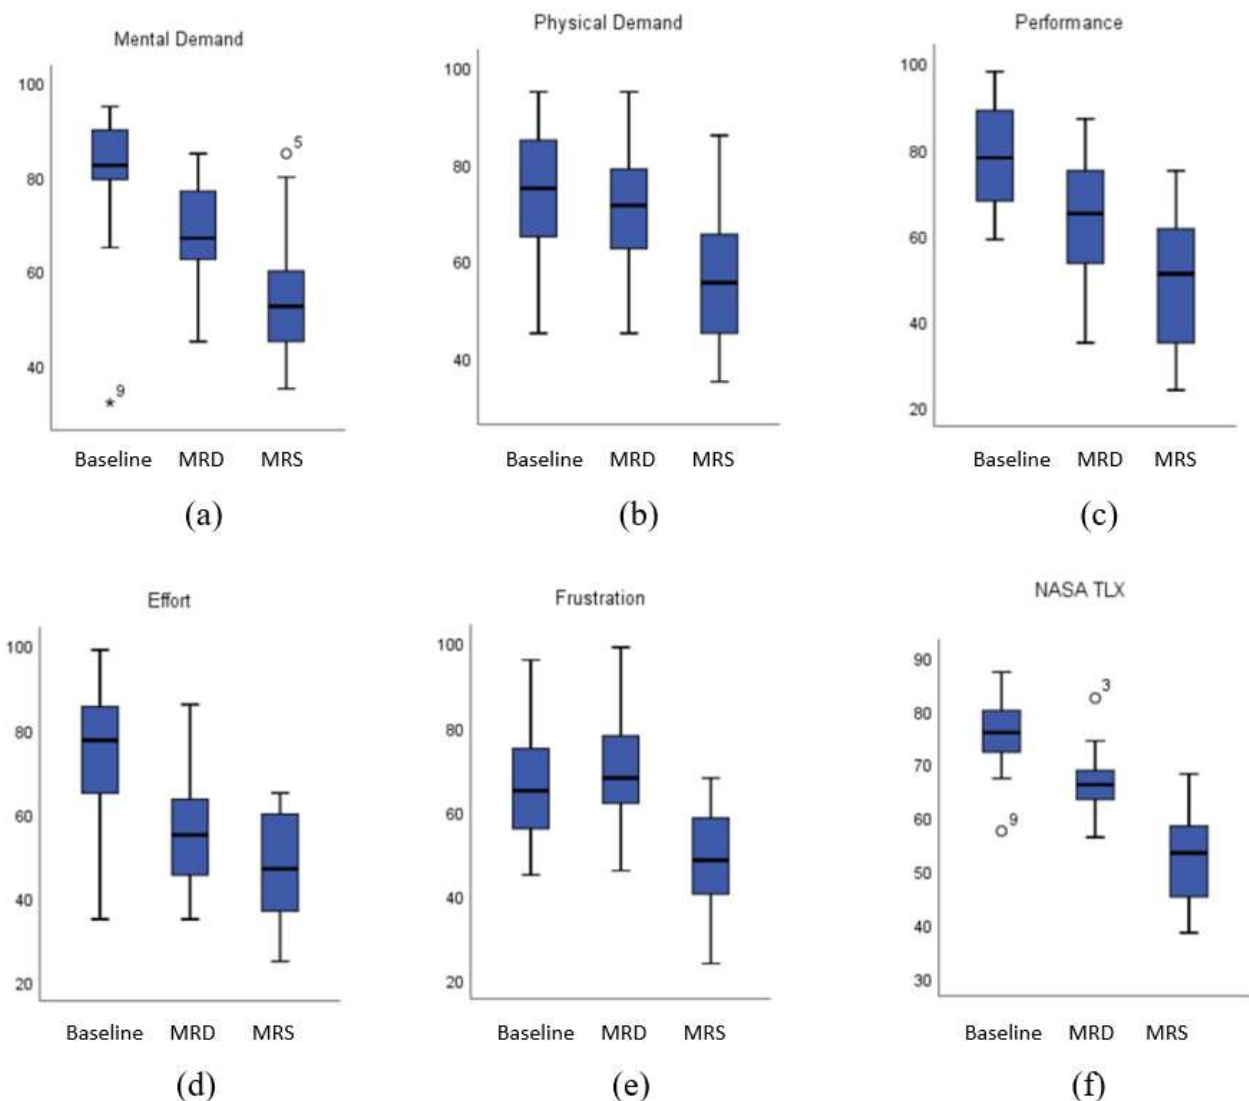 Mental Demand
100
80
60
40
5
*9
Baseline MRD MRS
(a)
Physical Demand
100
80
60
40
Baseline MRD MRS
(b)
Performance
100
80
60
40
20
Baseline MRD MRS
(c)
Effort
100
80
60
40
20
Baseline MRD MRS
(d)
Frustration
100
80
60
40
20
Baseline MRD MRS
(e)
NASA TLX
90
80
70
60
50
40
30
3
9
Baseline MRD MRS
(f)